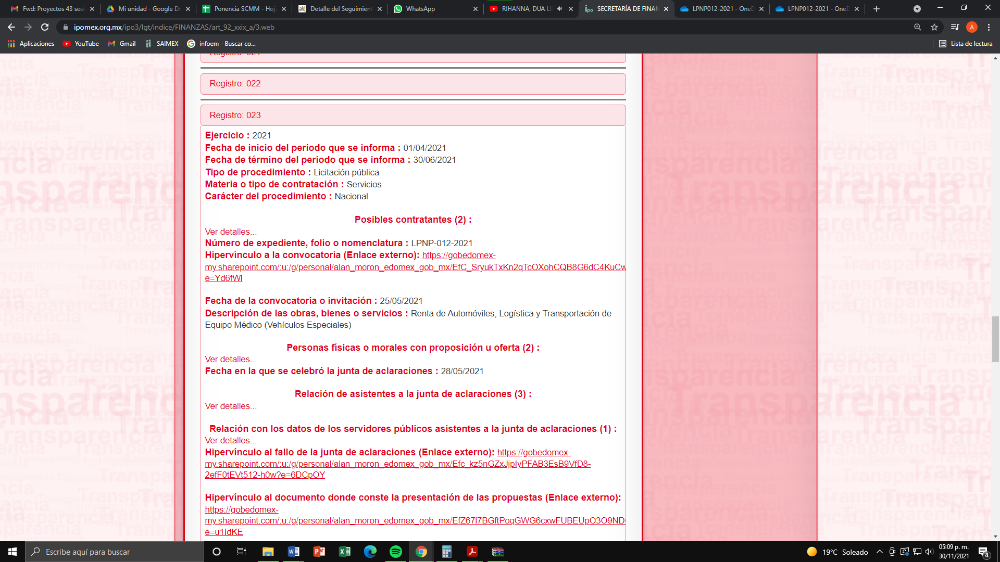 Fwd: Proyectos 43 sesi
Mi unidad - Google Dr
Ponencia SCMM - Hoja
Detalle del Seguimient
WhatsApp
RIHANNA, DUA LI
SECRETARÍA DE FINAN
LPNP012-2021 - OneD
LPNP012-2021 - OneD
ipomex.org.mx/ipo3/lgt/indice/FINANZAS/art_92_xxix_a/3.web
A
Aplicaciones
YouTube
Gmail
SAIMEX
infoem - Buscar co...
Lista de lectura
Registro: 021
Registro: 022
Registro: 023
Ejercicio : 2021
Fecha de inicio del periodo que se informa : 01/04/2021
Fecha de término del periodo que se informa : 30/06/2021
Tipo de procedimiento : Licitación pública
Materia o tipo de contratación : Servicios
Carácter del procedimiento : Nacional
Posibles contratantes (2) :
Ver detalles...
Número de expediente, folio o nomenclatura : LPNP-012-2021
Hipervínculo a la convocatoria (Enlace externo): https://gobedomex-
my.sharepoint.com/:u:/g/personal/alan_moron_edomex_gob_mx/EfC_SryukTxKn2qTcOXohCQB8G6dC4KuCw
e=Yd6fWl
Fecha de la convocatoria o invitación : 25/05/2021
Descripción de las obras, bienes o servicios : Renta de Automóviles, Logística y Transportación de
Equipo Médico (Vehículos Especiales)
Personas físicas o morales con proposición u oferta (2) :
Ver detalles...
Fecha en la que se celebró la junta de aclaraciones : 28/05/2021
Relación de asistentes a la junta de aclaraciones (3) :
Ver detalles...
Relación con los datos de los servidores públicos asistentes a la junta de aclaraciones (1) :
Ver detalles...
Hipervínculo al fallo de la junta de aclaraciones (Enlace externo): https://gobedomex-
my.sharepoint.com/:u:/g/personal/alan_moron_edomex_gob_mx/Efc_kz5nGZxJjpIyPFAB3EsB9VfD8-
2efF0tEVt512-h0w?e=6DCpOY
Hipervínculo al documento donde conste la presentación de las propuestas (Enlace externo):
https://gobedomex-
my.sharepoint.com/:u:/g/personal/alan_moron_edomex_gob_mx/EfZ67I7BGftPoqGWG6cxwFUBEUpO3O9ND
e=u1IdKE
Transparencia
Escribe aquí para buscar
19°C Soleado
05:09 p. m.
30/11/2021
4